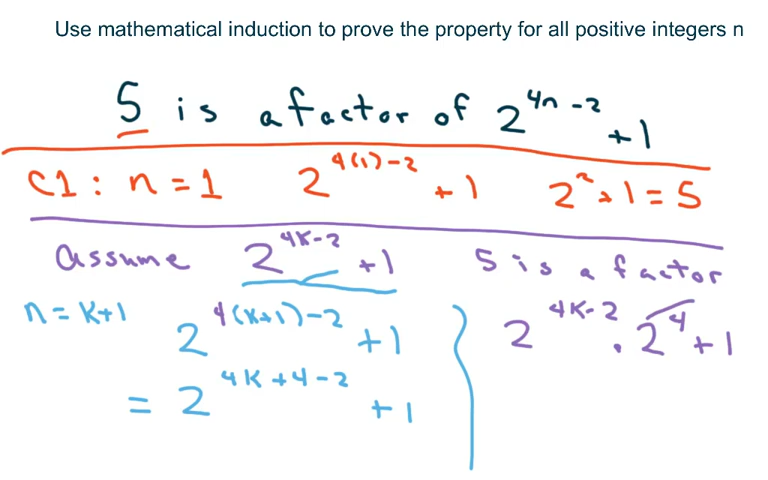 Use mathematical induction to prove the property for all positive integers n
5 is a factor of 2^(4n-2) + 1
C1: n = 1 2^(4(1)-2) + 1 2^2 + 1 = 5
assume 2^(4K-2) + 1 5 is a factor
n = K+1 2^(4(K+1)-2) + 1 2^(4K-2) · 2^4 + 1
= 2^(4K+4-2) + 1